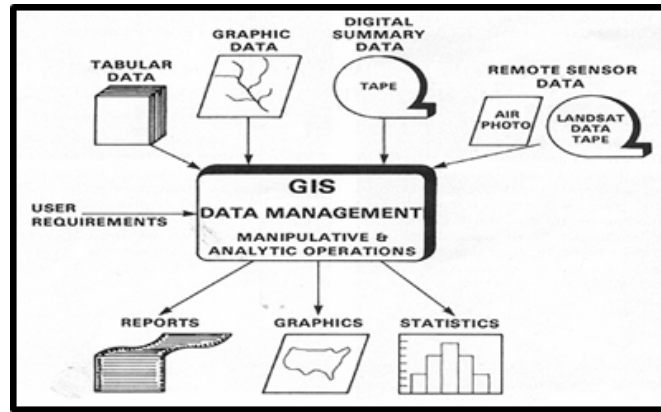 DIGITAL
SUMMARY
DATA
GRAPHIC
DATA
TABULAR
DATA
TAPE
REMOTE SENSOR
DATA
AIR
PHOTO
LANDSAT
DATA
TAPE
GIS
DATA MANAGEMENT
MANIPULATIVE &
ANALYTIC OPERATIONS
USER
REQUIREMENTS
REPORTS
GRAPHICS
STATISTICS